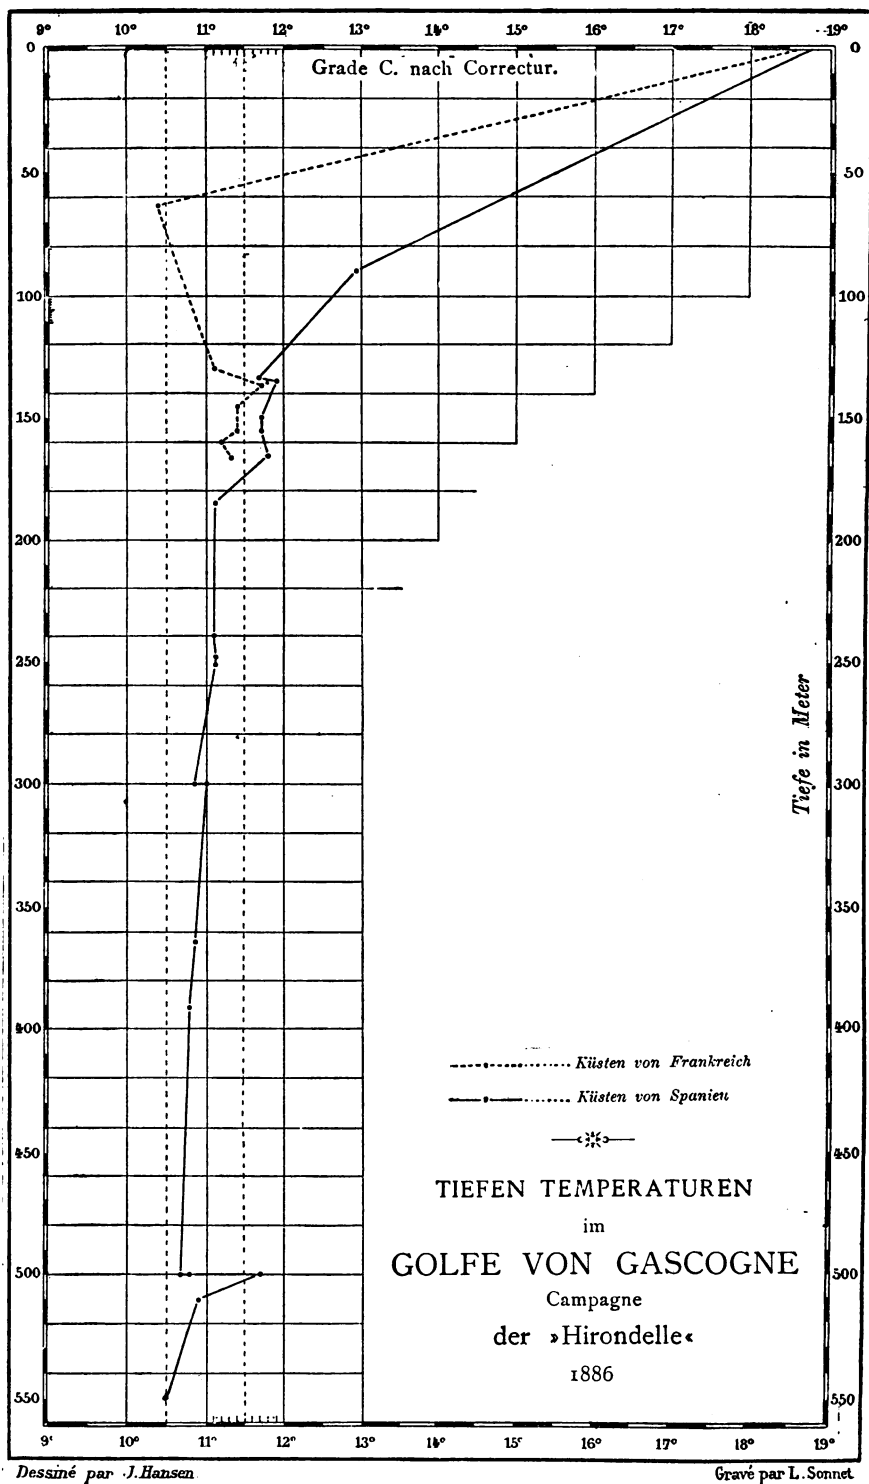 9° 10° 11° 12° 13° 14° 15° 16° 17° 18° 19°
0 0
Grade C. nach Correctur.
50 50
100 100
150 150
200 200
250 250
Tiefe in Meter
300 300
350 350
400 400
Küsten von Frankreich
Küsten von Spanien
450 450
TIEFEN TEMPERATUREN
im
GOLFE VON GASCOGNE
500 500
Campagne
der »Hirondelle«
1886
550 550
9° 10° 11° 12° 13° 14° 15° 16° 17° 18° 19°
Dessiné par J. Hansen Gravé par L. Sonnet